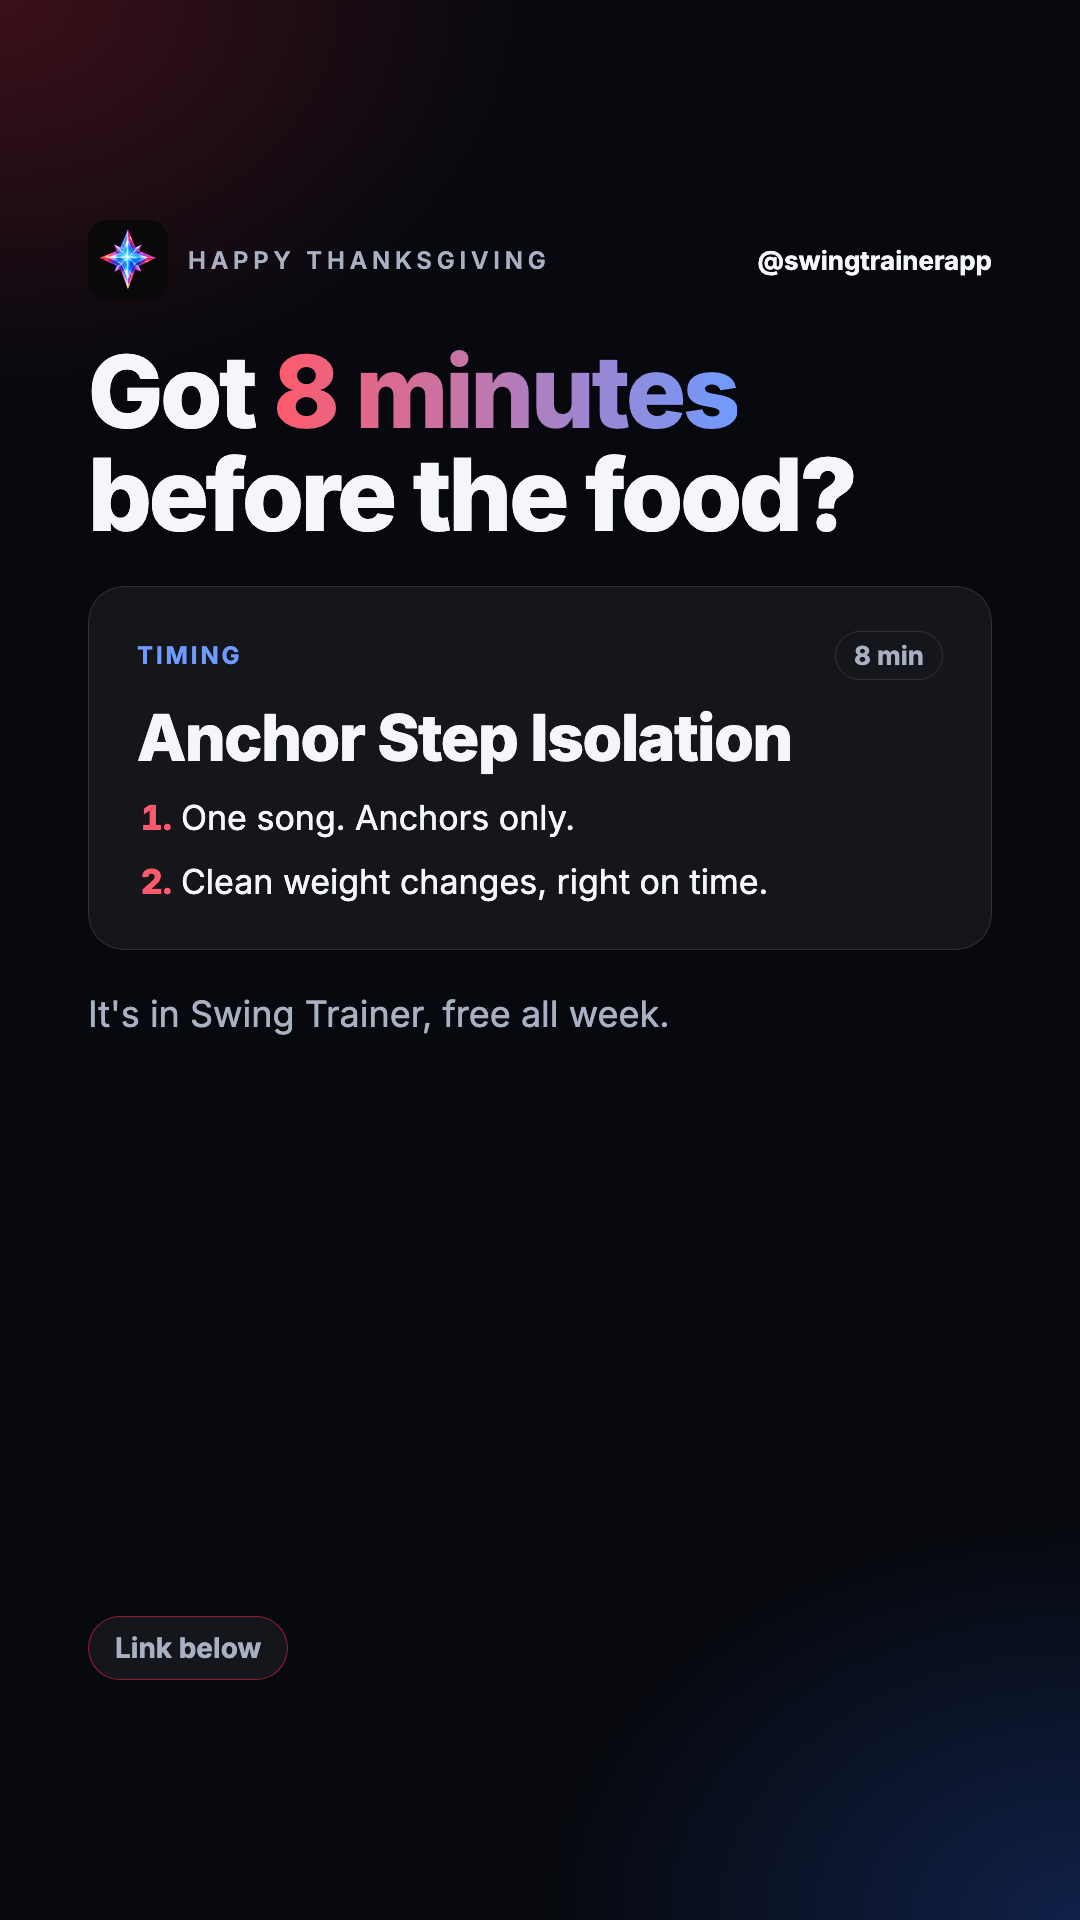 HAPPY THANKSGIVING
@swingtrainerapp
Got 8 minutes
before the food?
TIMING
8 min
Anchor Step Isolation
1. One song. Anchors only.
2. Clean weight changes, right on time.
It's in Swing Trainer, free all week.
Link below